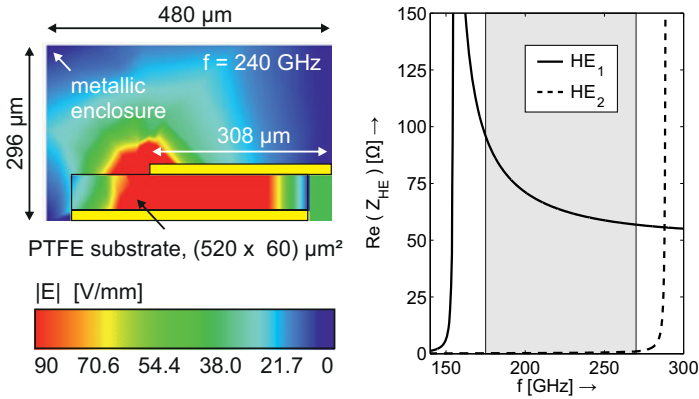 480 µm
296 µm
metallic
enclosure
f = 240 GHz
308 µm
PTFE substrate, (520 x 60) µm²
|E| [V/mm]
90 70.6 54.4 38.0 21.7 0
Re ( Z_HE ) [Ω] →
150
125
100
75
50
25
0
HE₁
HE₂
150 200 250 300
f [GHz] →